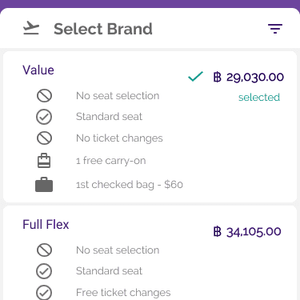 Select Brand
Value
฿ 29,030.00
selected
No seat selection
Standard seat
No ticket changes
1 free carry-on
1st checked bag - $60
Full Flex
฿ 34,105.00
No seat selection
Standard seat
Free ticket changes